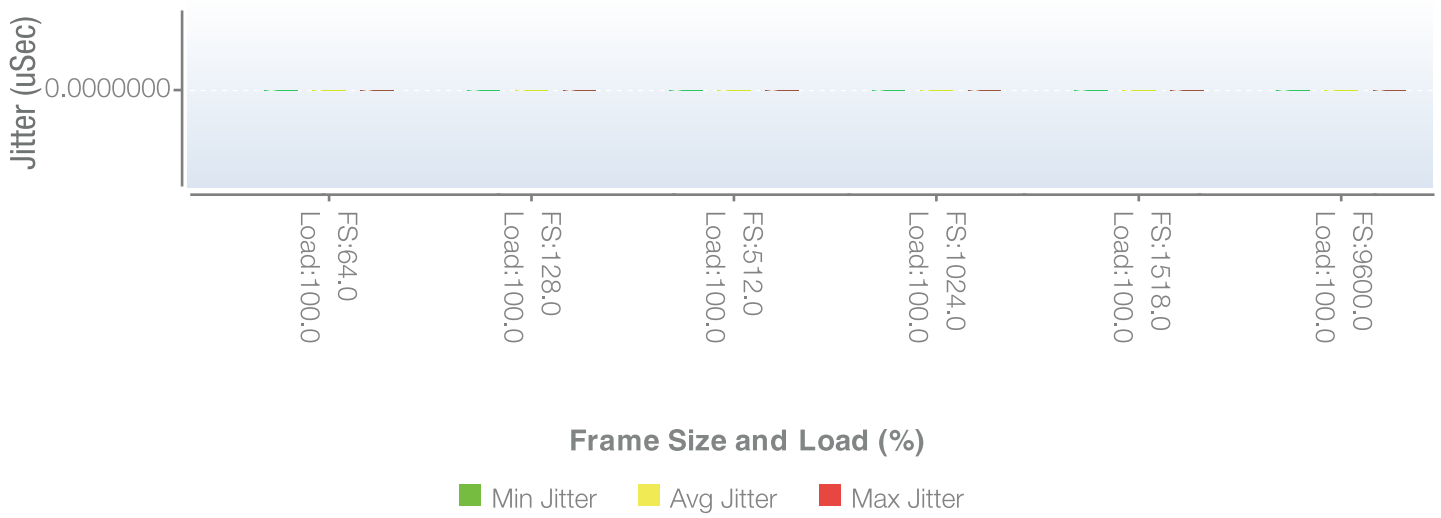 Jitter (uSec)
0.0000000
FS:64.0
Load:100.0
FS:128.0
Load:100.0
FS:512.0
Load:100.0
FS:1024.0
Load:100.0
FS:1518.0
Load:100.0
FS:9600.0
Load:100.0
Frame Size and Load (%)
Min Jitter
Avg Jitter
Max Jitter